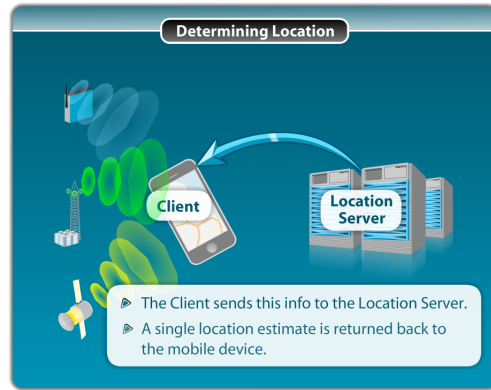 Determining Location
Client
Location
Server
The Client sends this info to the Location Server.
A single location estimate is returned back to
the mobile device.